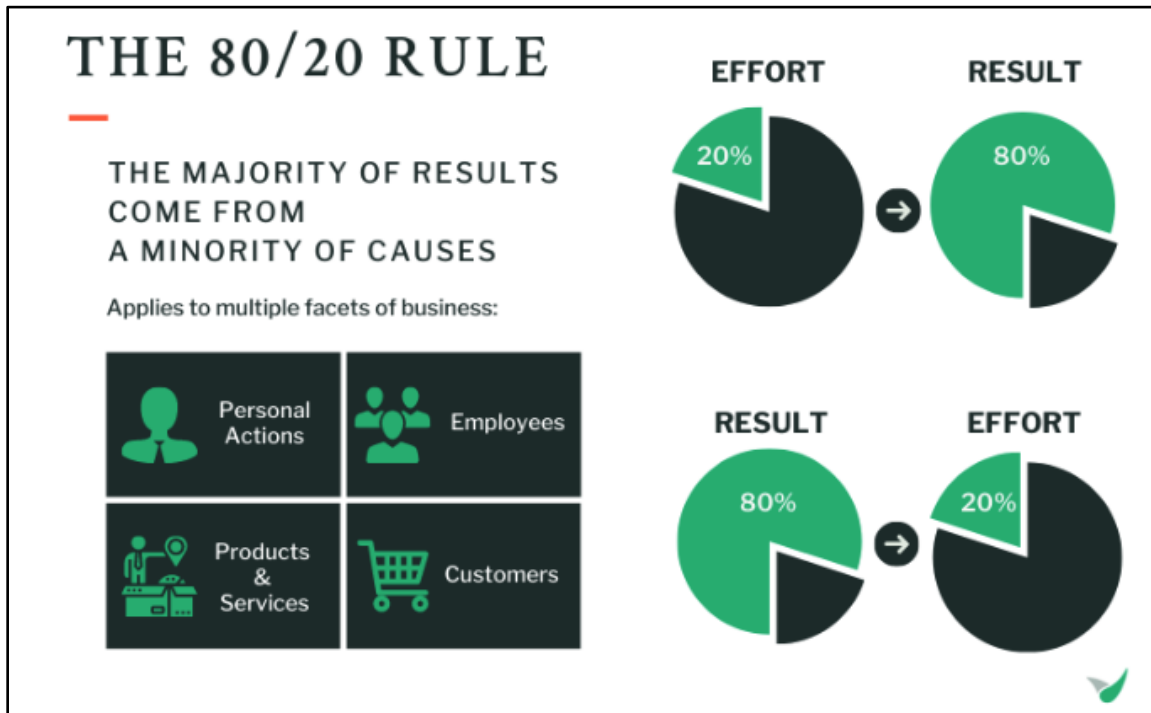 THE 80/20 RULE
THE MAJORITY OF RESULTS
COME FROM
A MINORITY OF CAUSES
Applies to multiple facets of business:
Personal
Actions
Employees
Products
&
Services
Customers
EFFORT
RESULT
20%
80%
RESULT
EFFORT
80%
20%